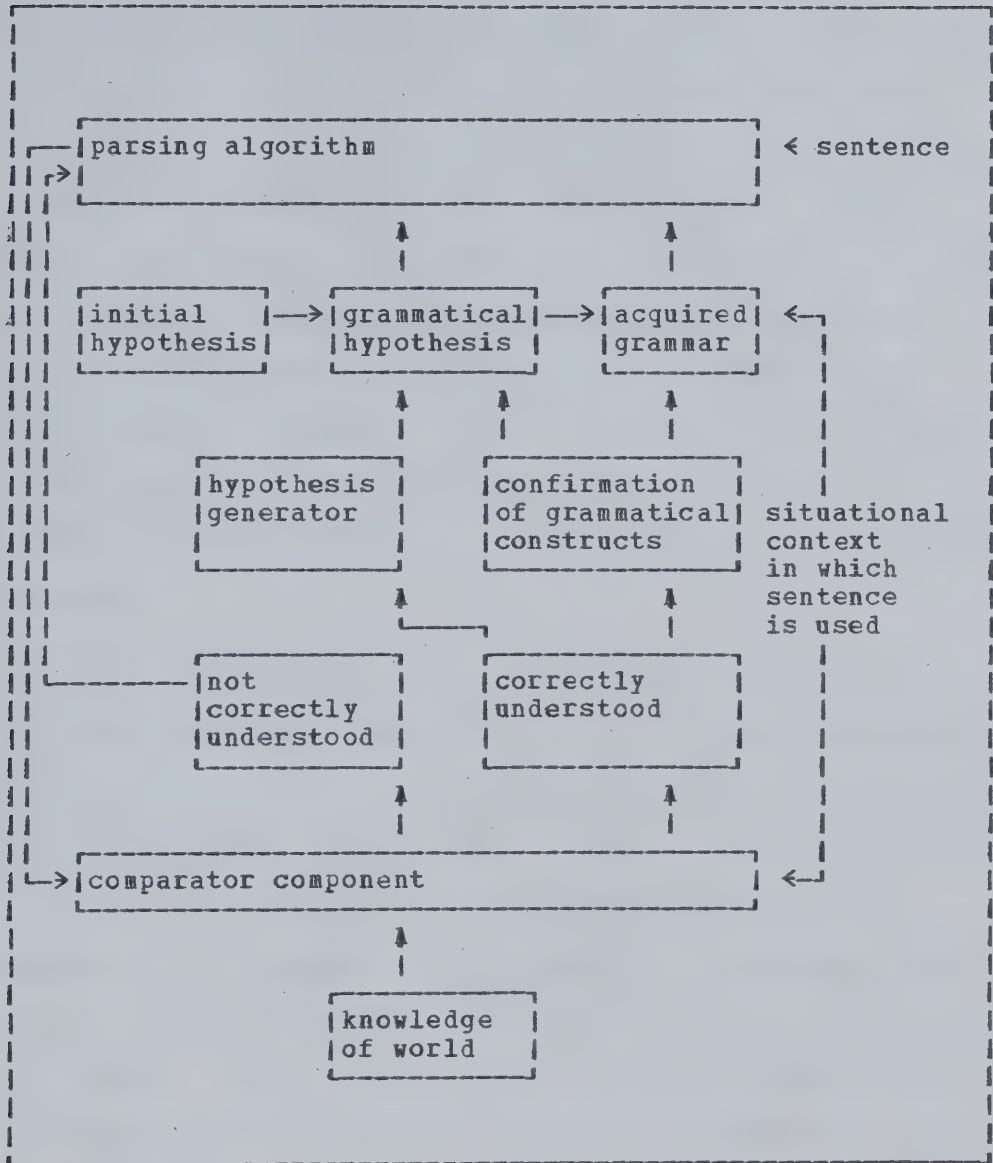 parsing algorithm
sentence
initial
hypothesis
grammatical
hypothesis
acquired
grammar
hypothesis
generator
confirmation
of grammatical
constructs
situational
context
in which
sentence
is used
not
correctly
understood
correctly
understood
comparator component
knowledge
of world